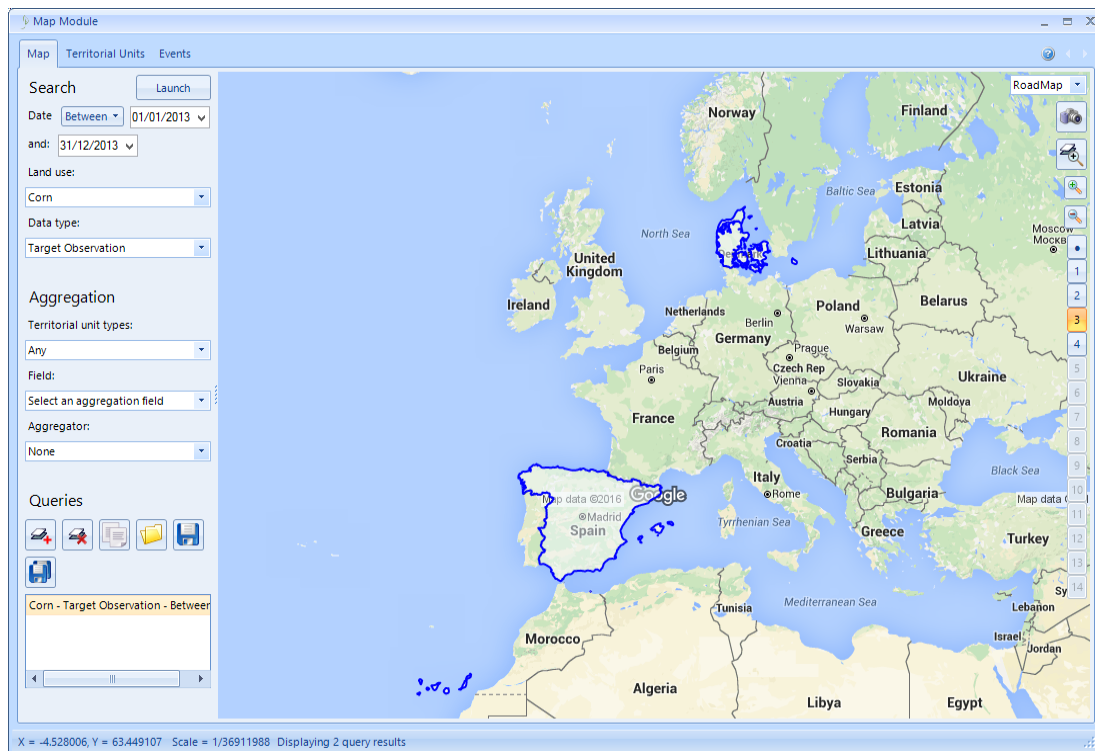 Map Module
Map Territorial Units Events
Search Launch
Date Between 01/01/2013
and: 31/12/2013
Land use:
Corn
Data type:
Target Observation
Aggregation
Territorial unit types:
Any
Field:
Select an aggregation field
Aggregator:
None
Queries
Corn - Target Observation - Between
RoadMap
Norway
Finland
Baltic Sea
Estonia
Latvia
Moscow
Москв
North Sea
Denmark
Lithuania
United
Kingdom
Ireland
Netherlands
Berlin
Poland
Warsaw
Belarus
Germany
Belgium
Prague
Paris
Czech Rep
Vienna
Slovakia
Ukraine
Austria
Hungary
Moldova
France
Romania
Croatia
Serbia
Italy
Rome
Black Sea
Bulgaria
Map data ©2016 Google
Map data ©
Madrid
Spain
Tyrrhenian Sea
Greece
Turkey
Sy
Mediterranean Sea
Tunisia
Lebanon
Morocco
Israel
Jordan
Algeria
Libya
Egypt
1
2
3
4
5
6
7
8
9
10
11
12
13
14
X = -4.528006, Y = 63.449107 Scale = 1/36911988 Displaying 2 query results